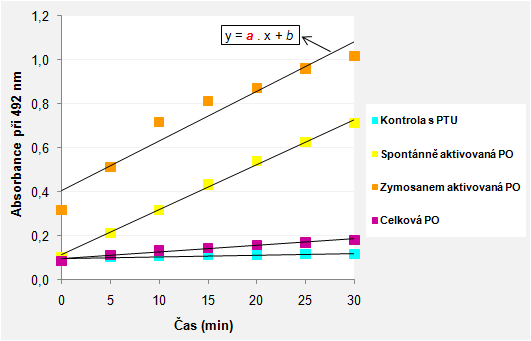 y = a . x + b
1,2
1,0
0,8
0,6
0,4
0,2
0,0
Absorbance při 492 nm
0 5 10 15 20 25 30
Čas (min)
Kontrola s PTU
Spontánně aktivovaná PO
Zymosanem aktivovaná PO
Celková PO